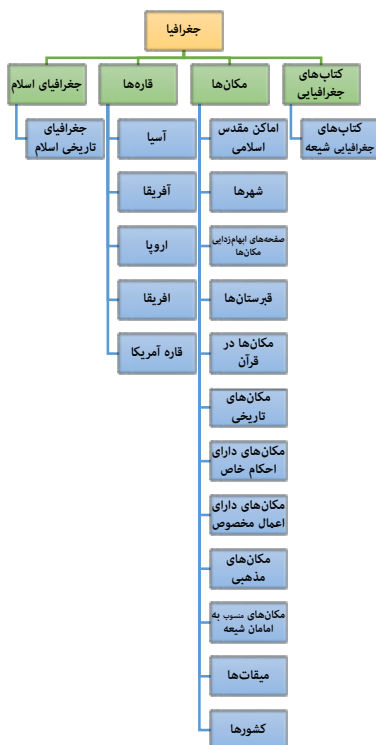 جغرافیا
کتاب‌های
جغرافیایی
مکان‌ها
قاره‌ها
جغرافیای اسلام
کتاب‌های
جغرافیایی شیعه
اماکن مقدس
اسلامی
شهرها
صفحه‌های ابهام‌زدایی
مکان‌ها
قبرستان‌ها
مکان‌ها در
قرآن
مکان‌های
تاریخی
مکان‌های دارای
احکام خاص
مکان‌های دارای
اعمال مخصوص
مکان‌های
مذهبی
مکان‌های منسوب به
امامان شیعه
میقات‌ها
کشورها
آسیا
آفریقا
اروپا
افریقا
قاره آمریکا
جغرافیای
تاریخی اسلام